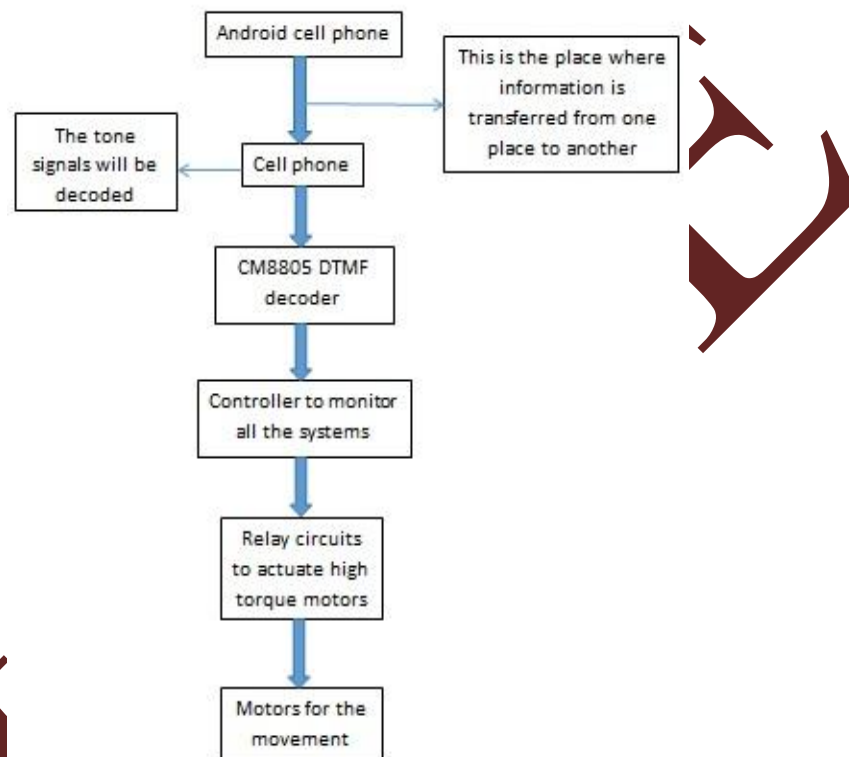 Android cell phone
This is the place where
information is
transferred from one
place to another
The tone
signals will be
decoded
Cell phone
CM8805 DTMF
decoder
Controller to monitor
all the systems
Relay circuits
to actuate high
torque motors
Motors for the
movement